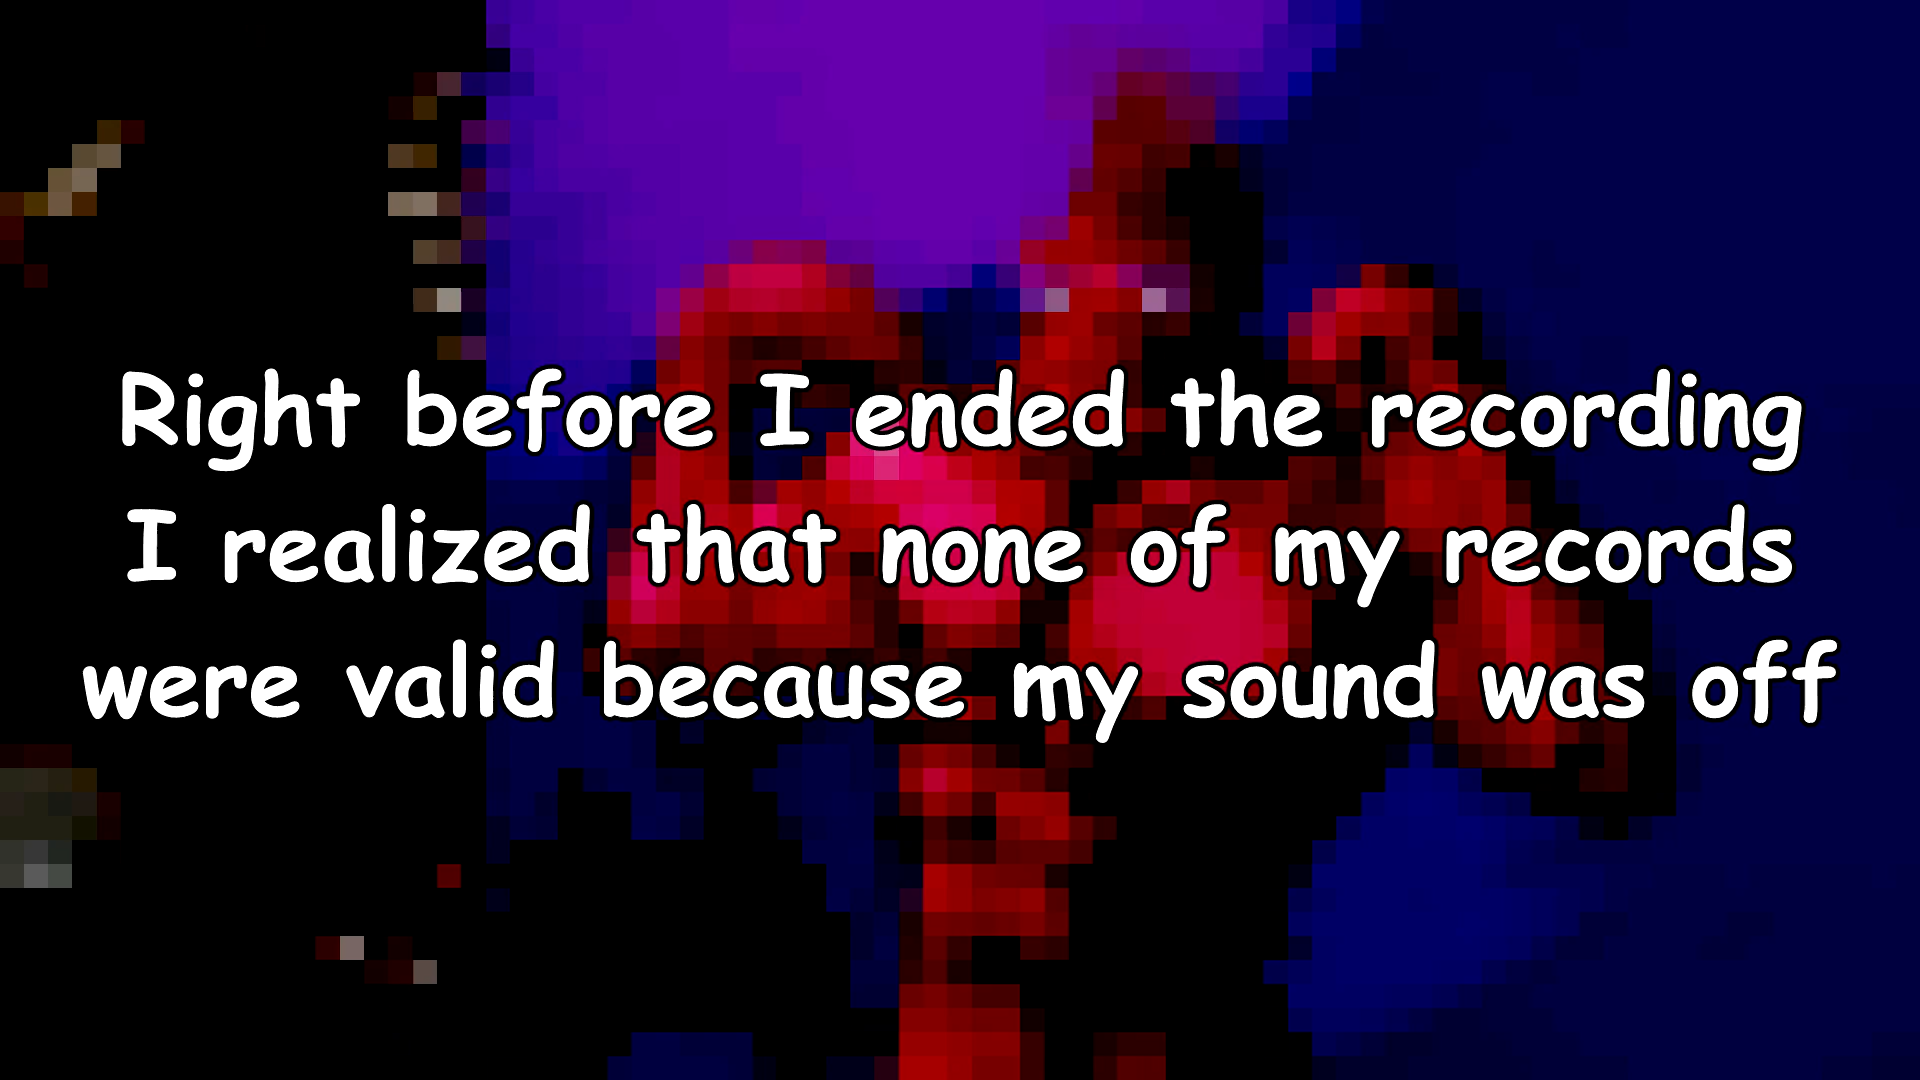 Right before I ended the recording
I realized that none of my records
were valid because my sound was off